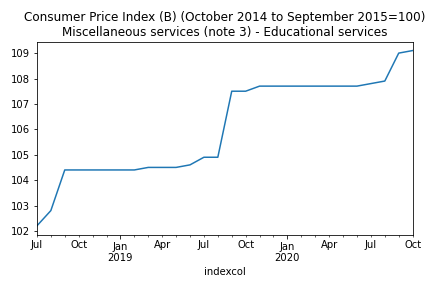 Consumer Price Index (B) (October 2014 to September 2015=100)
Miscellaneous services (note 3) - Educational services
109
108
107
106
105
104
103
102
Jul Oct Jan Apr Jul Oct Jan Apr Jul Oct
2019 2020
indexcol